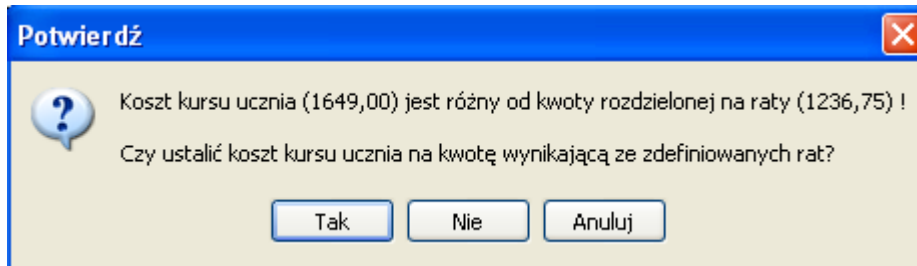 Potwierdź
Koszt kursu ucznia (1649,00) jest różny od kwoty rozdzielonej na raty (1236,75) !
Czy ustalić koszt kursu ucznia na kwotę wynikającą ze zdefiniowanych rat?
Tak Nie Anuluj